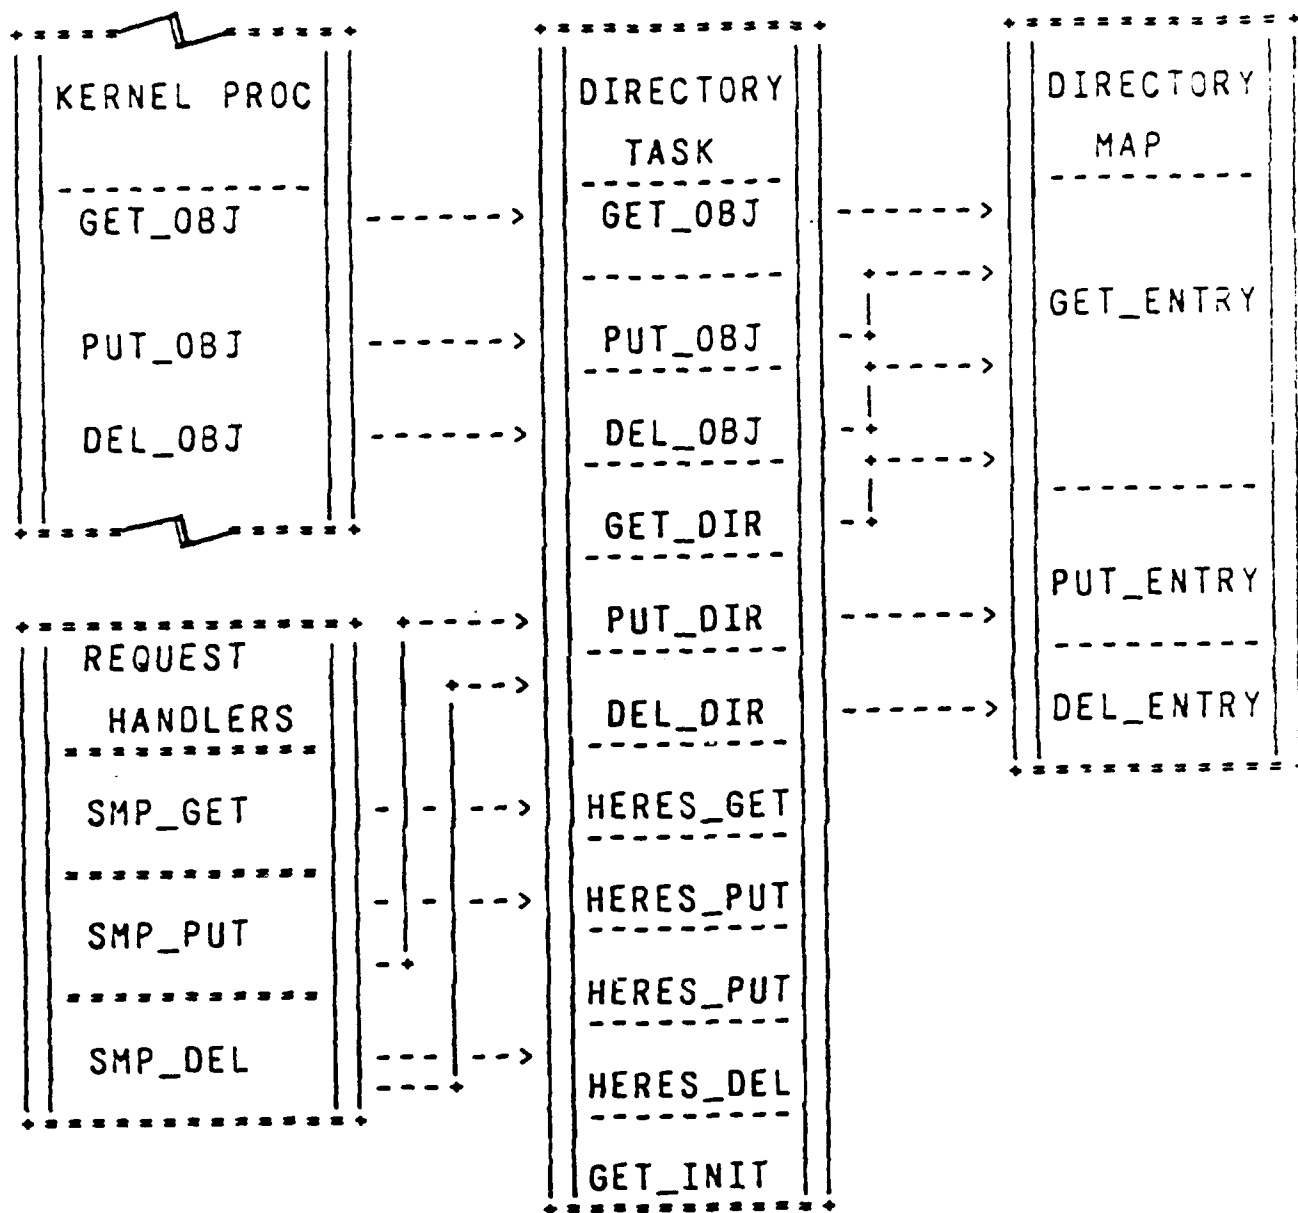 KERNEL PROC
GET_OBJ
PUT_OBJ
DEL_OBJ
REQUEST
HANDLERS
SMP_GET
SMP_PUT
SMP_DEL
DIRECTORY
TASK
GET_OBJ
PUT_OBJ
DEL_OBJ
GET_DIR
PUT_DIR
DEL_DIR
HERES_GET
HERES_PUT
HERES_PUT
HERES_DEL
GET_INIT
DIRECTORY
MAP
GET_ENTRY
PUT_ENTRY
DEL_ENTRY